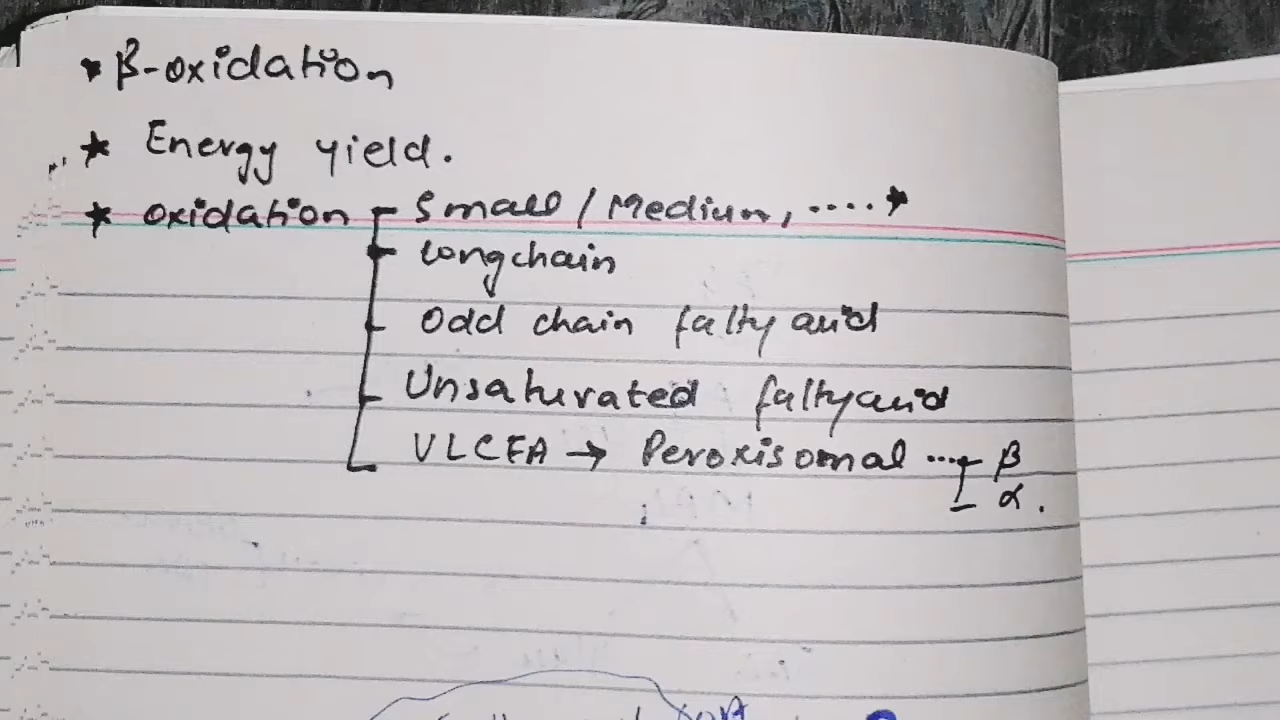 ★ β-oxidation
★ Energy yield.
★ oxidation - Small / Medium, ....★
- longchain
- Odd chain fatty acid
- Unsaturated fattyacid
VLCFA → Peroxisomal ... - β
- α.